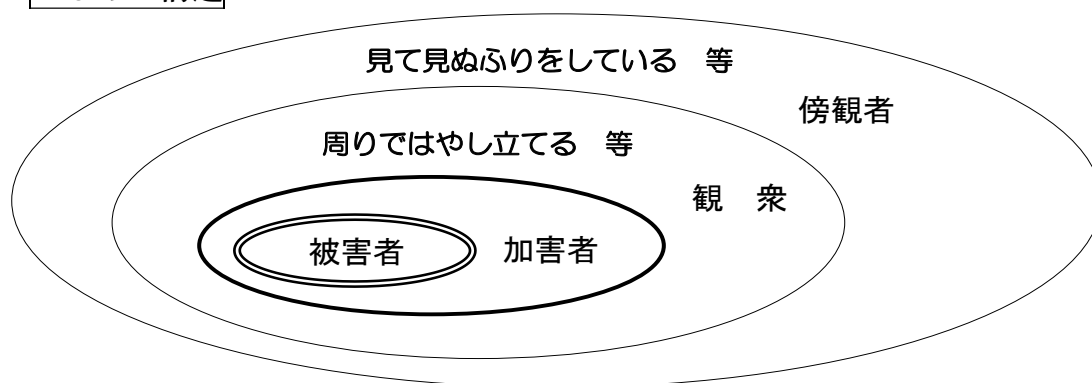 見て見ぬふりをしている 等
傍観者
周りではやし立てる 等
観 衆
被害者 加害者